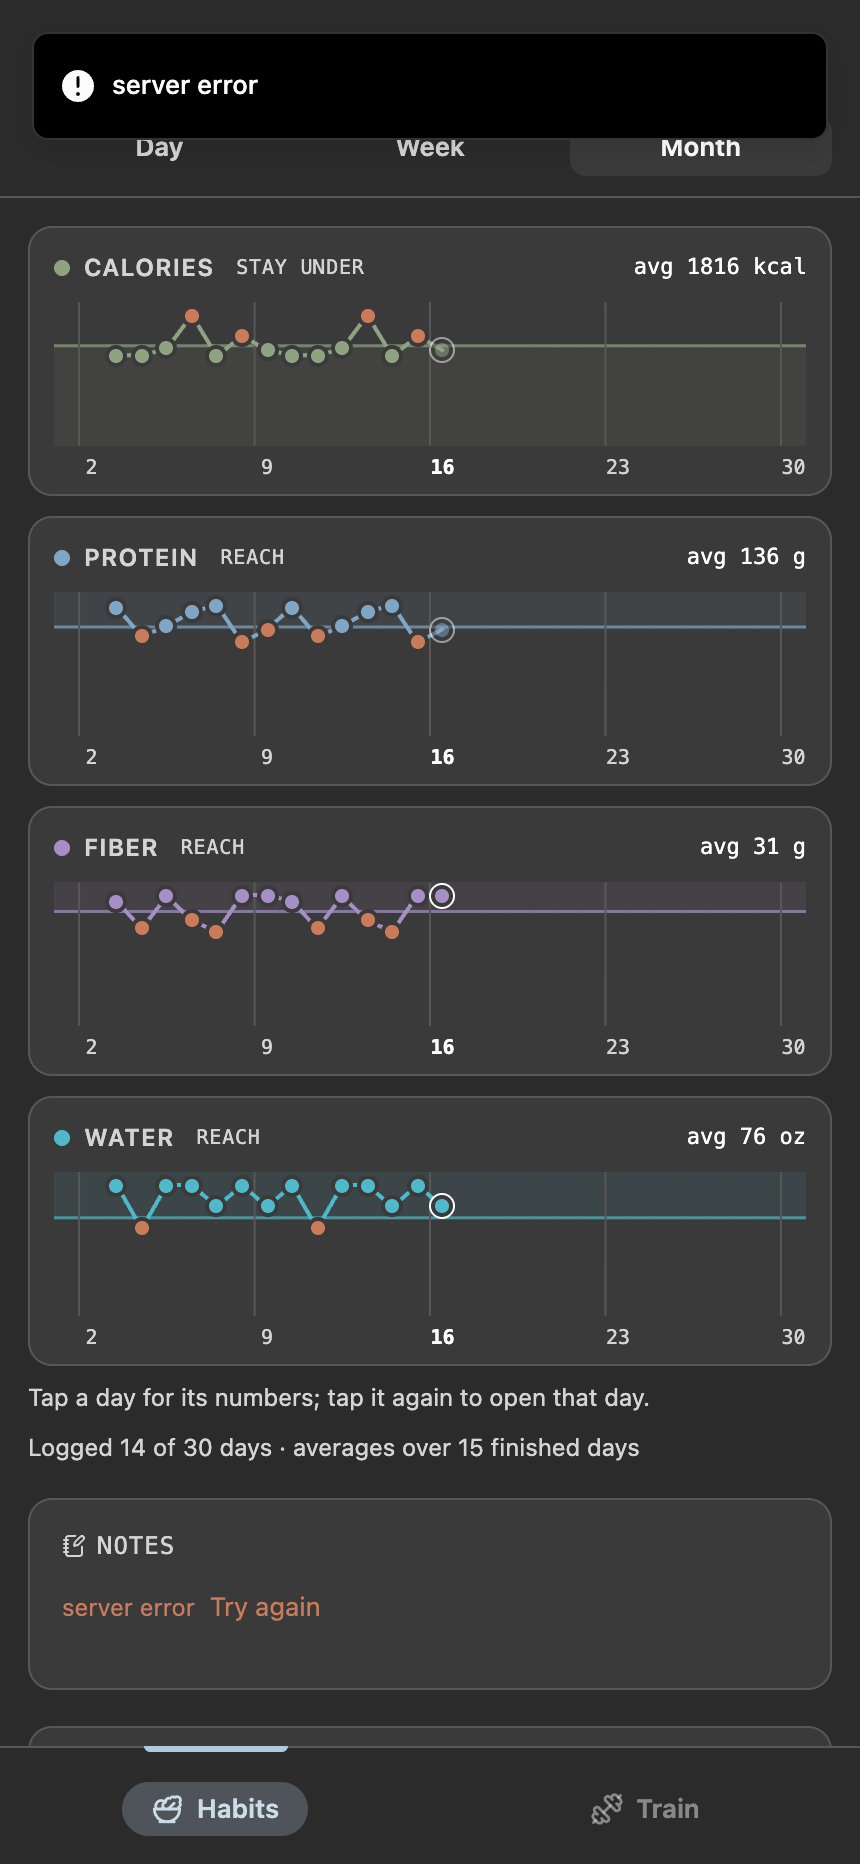 server error
Day Week Month
CALORIES STAY UNDER avg 1816 kcal
2 9 16 23 30
PROTEIN REACH avg 136 g
2 9 16 23 30
FIBER REACH avg 31 g
2 9 16 23 30
WATER REACH avg 76 oz
2 9 16 23 30
Tap a day for its numbers; tap it again to open that day.
Logged 14 of 30 days · averages over 15 finished days
NOTES
server error Try again
Habits Train